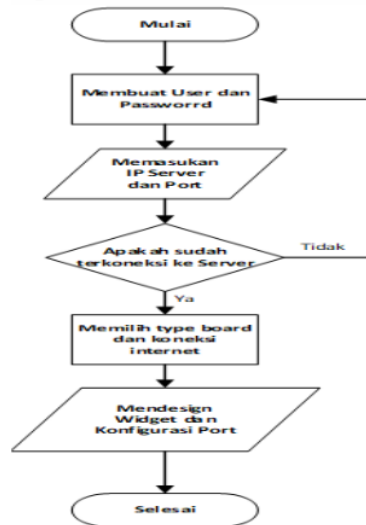 Mulai
Membuat User dan
Passworrd
Memasukan
IP Server
dan Port
Apakah sudah
terkoneksi ke Server
Tidak
Ya
Memilih type board
dan koneksi
internet
Mendesign
Widget dan
Konfigurasi Port
Selesai